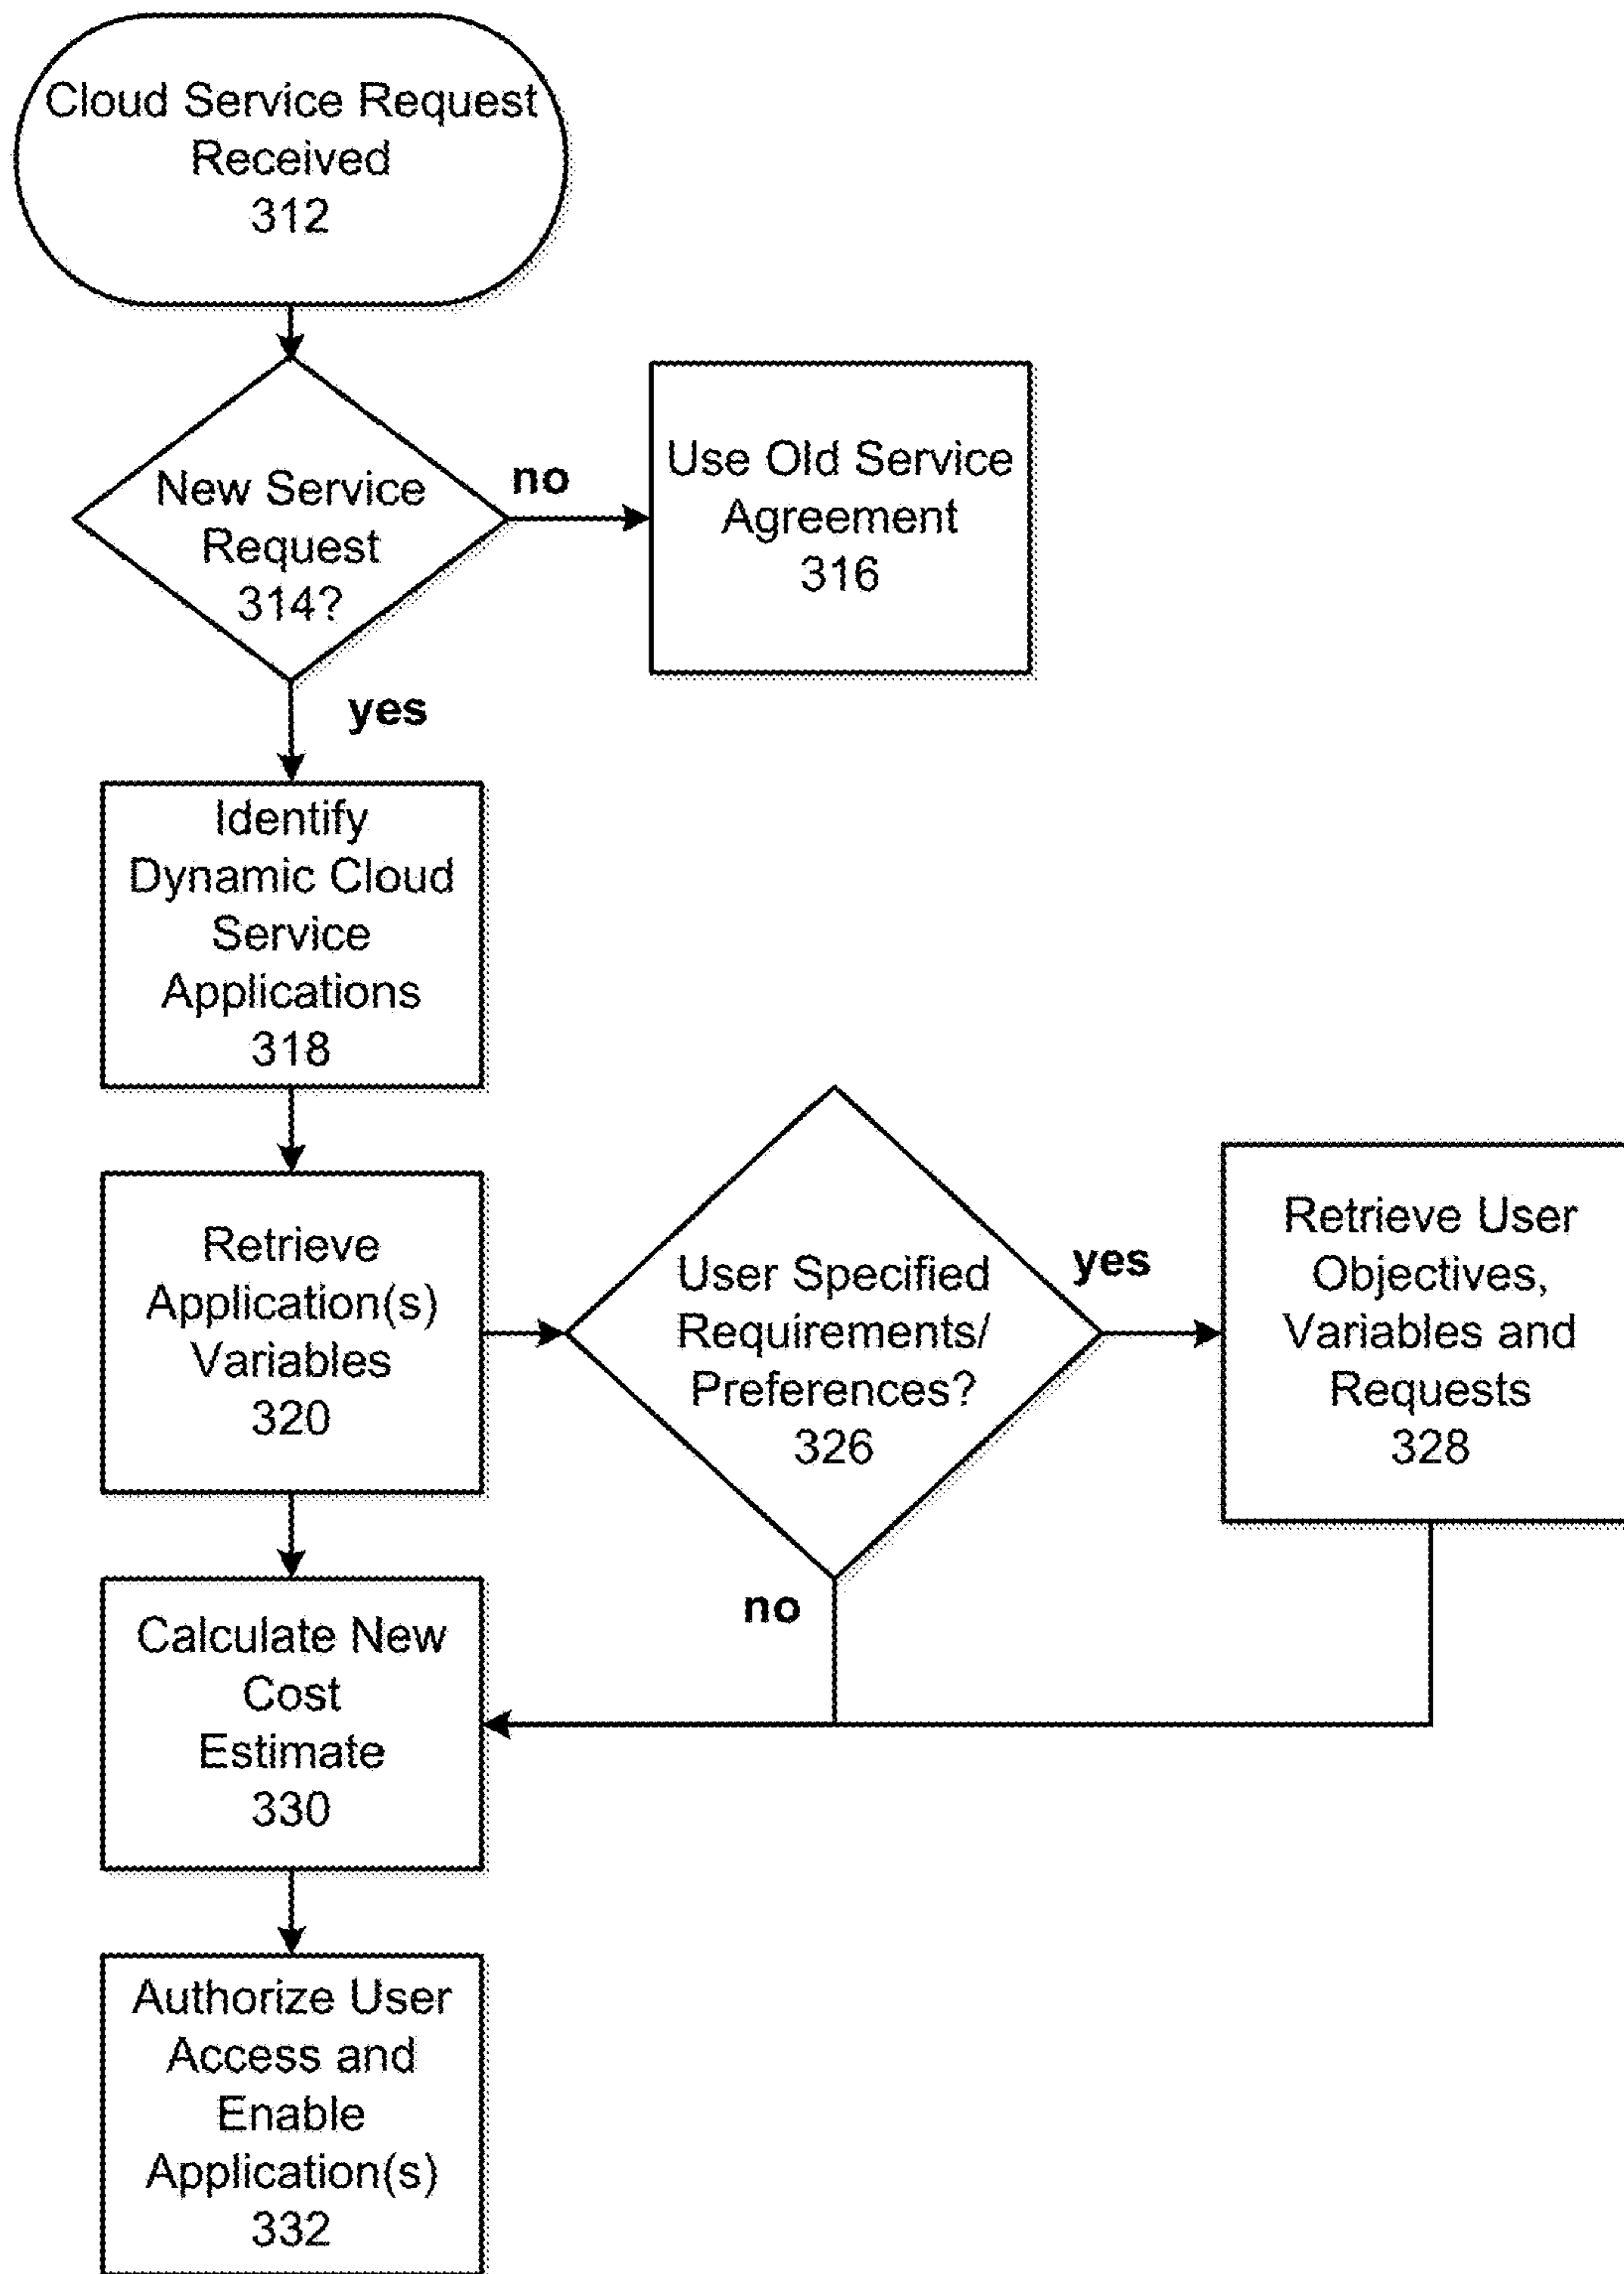 Cloud Service Request
Received
312
New Service
Request
314?
no
Use Old Service
Agreement
316
yes
Identify
Dynamic Cloud
Service
Applications
318
Retrieve
Application(s)
Variables
320
User Specified
Requirements/
Preferences?
326
yes
Retrieve User
Objectives,
Variables and
Requests
328
no
Calculate New
Cost
Estimate
330
Authorize User
Access and
Enable
Application(s)
332